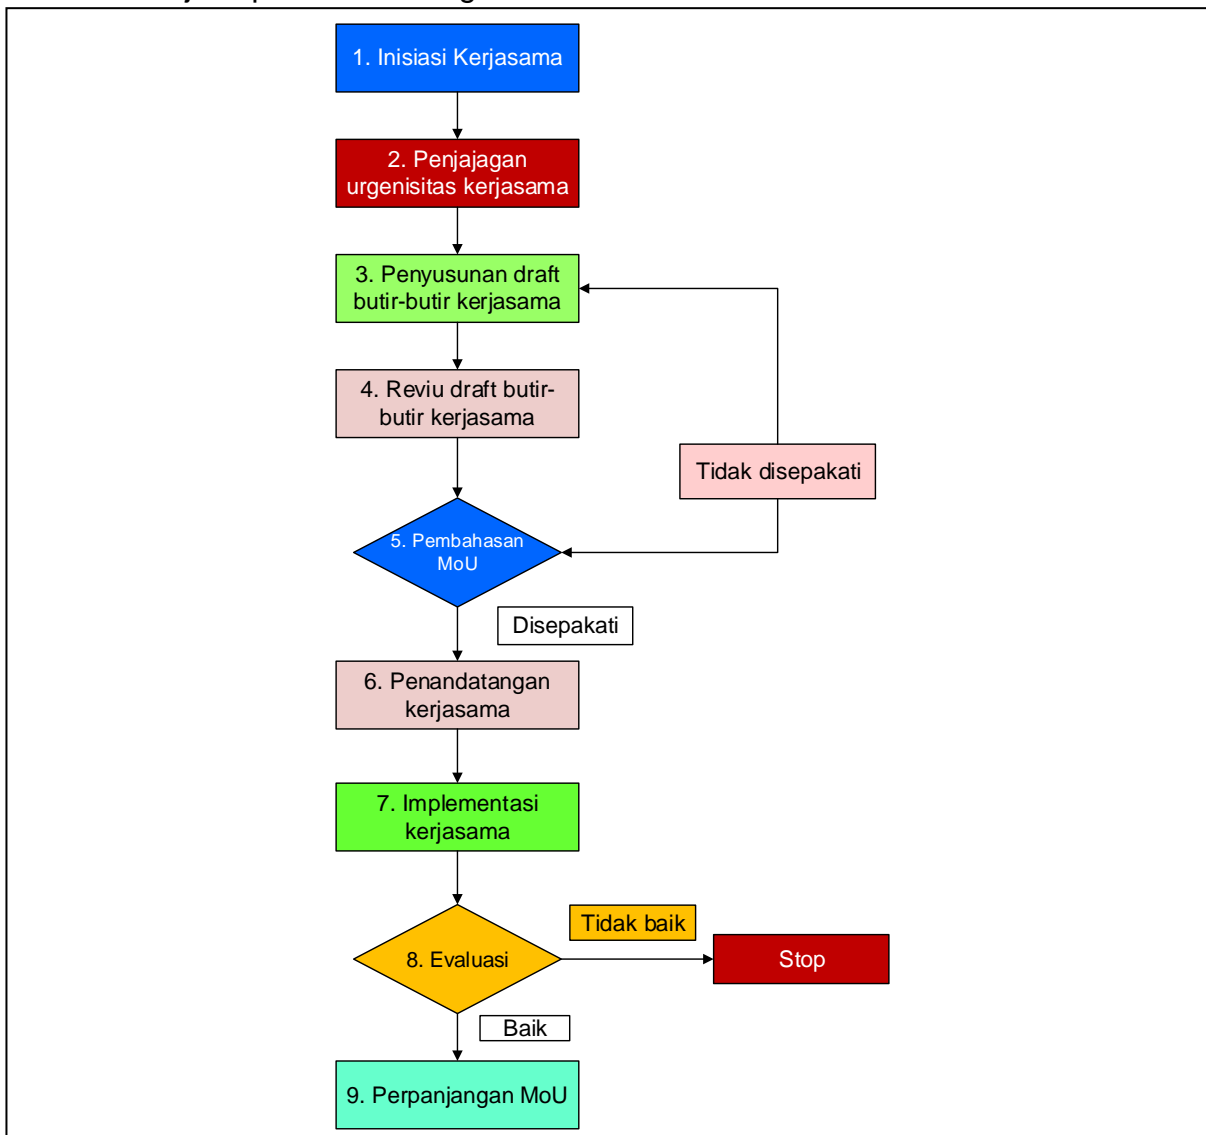 1. Inisiasi Kerjasama
2. Penjajagan
urgenisitas kerjasama
3. Penyusunan draft
butir-butir kerjasama
4. Reviu draft butir-
butir kerjasama
Tidak disepakati
5. Pembahasan
MoU
Disepakati
6. Penandatangan
kerjasama
7. Implementasi
kerjasama
Tidak baik
8. Evaluasi
Stop
Baik
9. Perpanjangan MoU